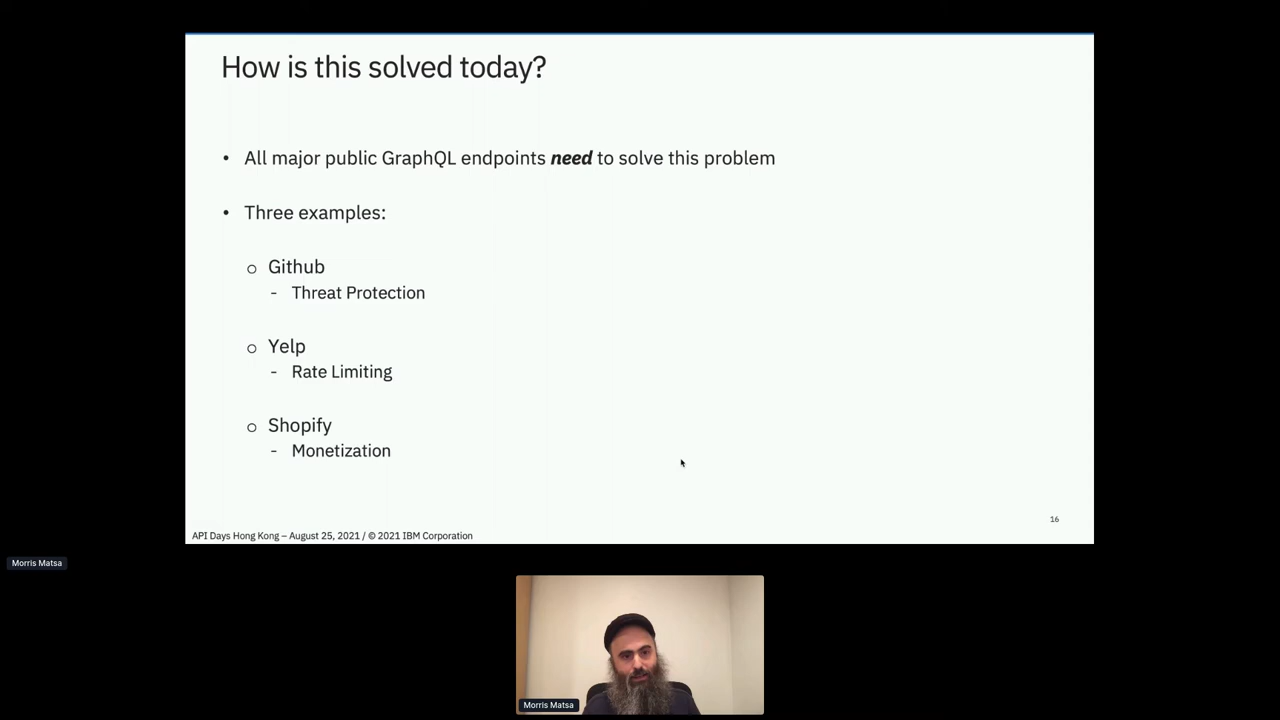 How is this solved today?
• All major public GraphQL endpoints need to solve this problem
• Three examples:
o Github
- Threat Protection
o Yelp
- Rate Limiting
o Shopify
- Monetization
16
API Days Hong Kong – August 25, 2021 / © 2021 IBM Corporation
Morris Matsa
Morris Matsa